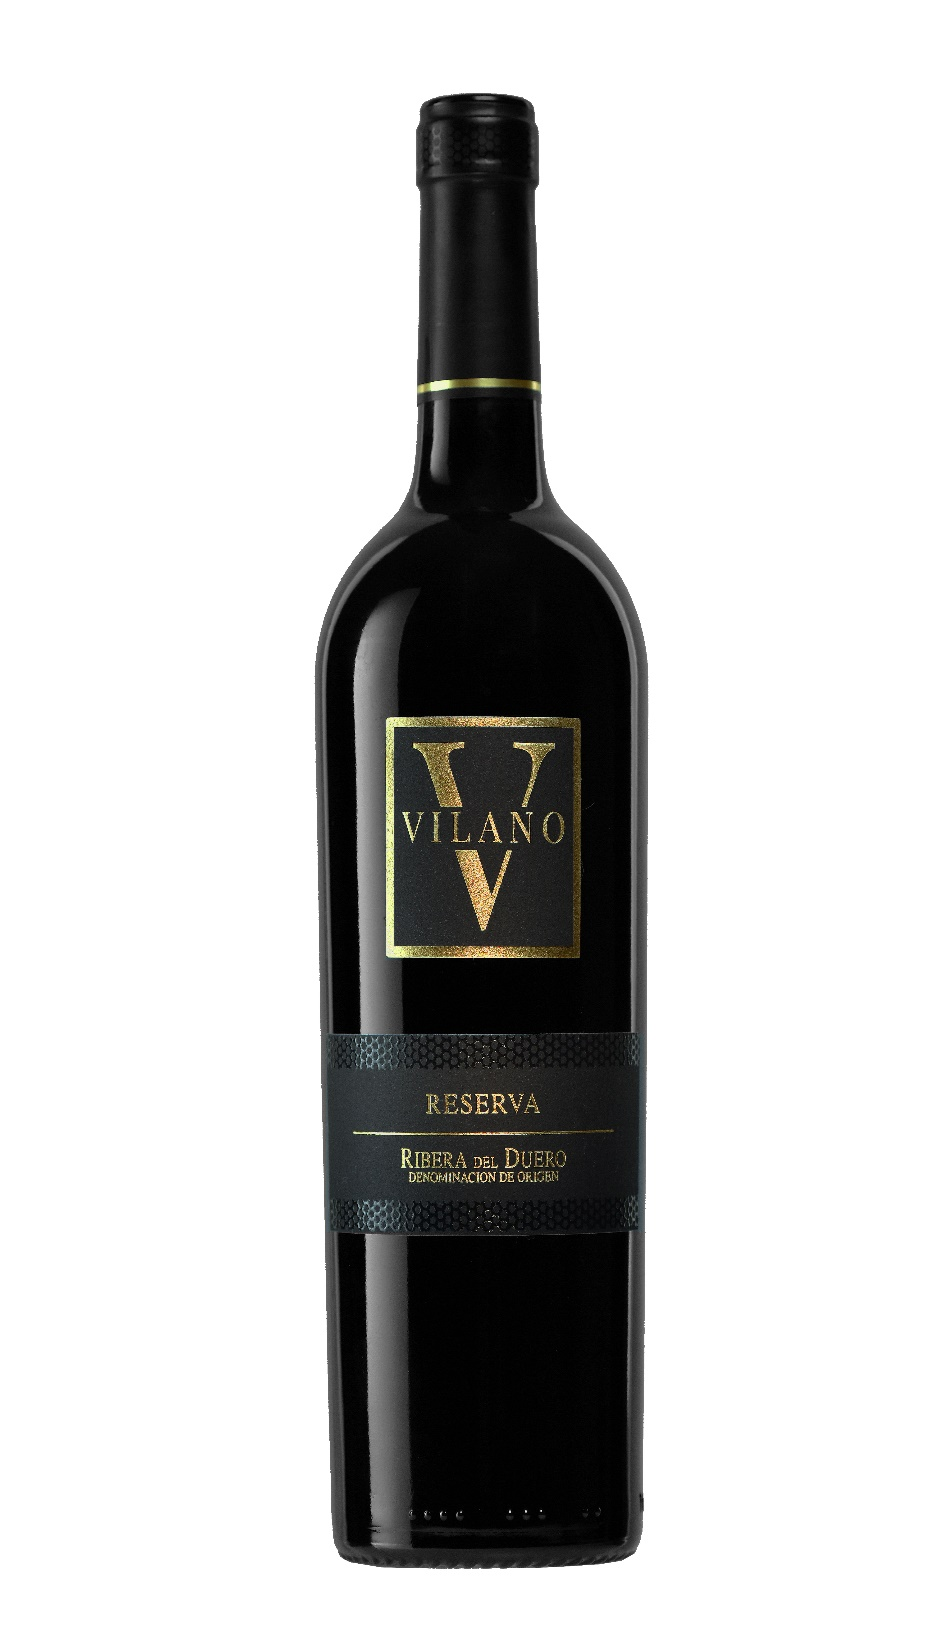 V
VILANO
RESERVA
RIBERA DEL DUERO
DENOMINACION DE ORIGEN